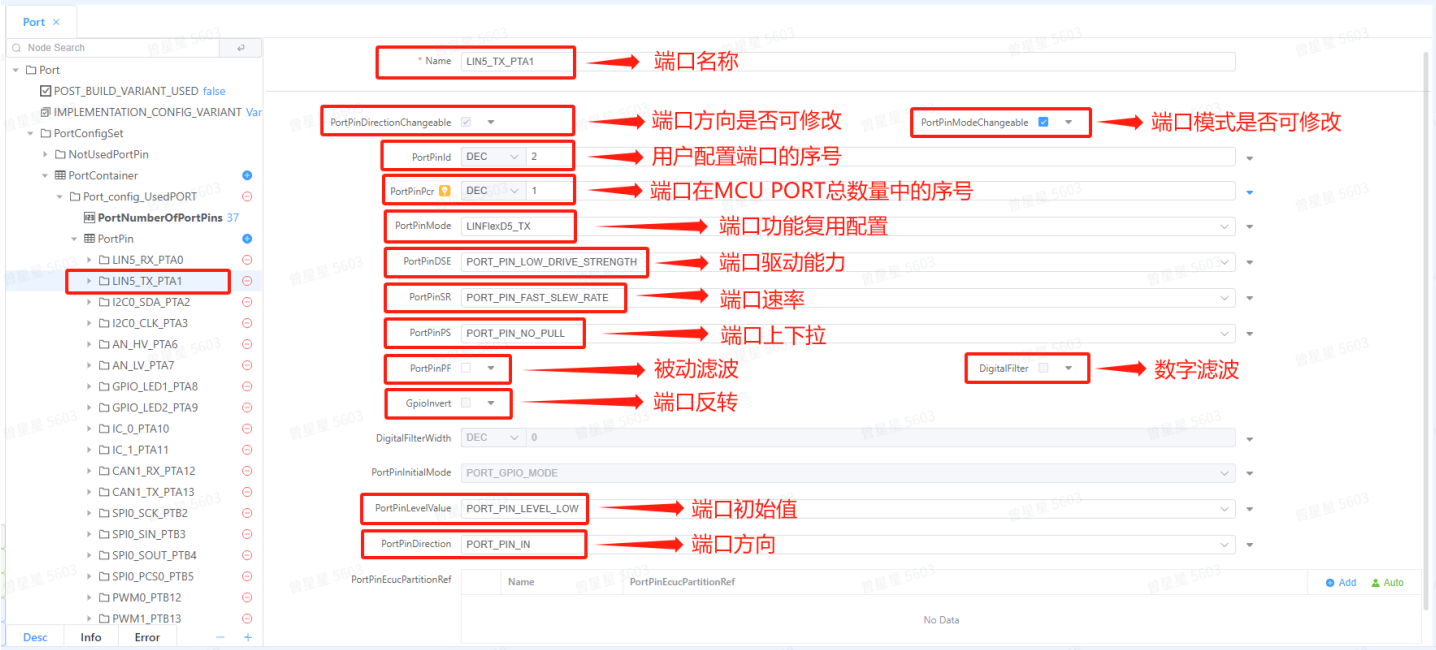 Port ×
Node Search
Port
POST_BUILD_VARIANT_USED false
IMPLEMENTATION_CONFIG_VARIANT Var
PortConfigSet
NotUsedPortPin
PortContainer
Port_config_UsedPORT
PortNumberOfPortPins 37
PortPin
LIN5_RX_PTA0
LIN5_TX_PTA1
I2C0_SDA_PTA2
I2C0_CLK_PTA3
AN_HV_PTA6
AN_LV_PTA7
GPIO_LED1_PTA8
GPIO_LED2_PTA9
IC_0_PTA10
IC_1_PTA11
CAN1_RX_PTA12
CAN1_TX_PTA13
SPI0_SCK_PTB2
SPI0_SIN_PTB3
SPI0_SOUT_PTB4
SPI0_PCS0_PTB5
PWM0_PTB12
PWM1_PTB13
Desc Info Error
* Name LIN5_TX_PTA1 端口名称
PortPinDirectionChangeable 端口方向是否可修改 PortPinModeChangeable 端口模式是否可修改
PortPinId DEC 2 用户配置端口的序号
PortPinPcr DEC 1 端口在MCU PORT总数量中的序号
PortPinMode LINFlexD5_TX 端口功能复用配置
PortPinDSE PORT_PIN_LOW_DRIVE_STRENGTH 端口驱动能力
PortPinSR PORT_PIN_FAST_SLEW_RATE 端口速率
PortPinPS PORT_PIN_NO_PULL 端口上下拉
PortPinPF 被动滤波 DigitalFilter 数字滤波
GpioInvert 端口反转
DigitalFilterWidth DEC 0
PortPinInitialMode PORT_GPIO_MODE
PortPinLevelValue PORT_PIN_LEVEL_LOW 端口初始值
PortPinDirection PORT_PIN_IN 端口方向
PortPinEcucPartitionRef Name PortPinEcucPartitionRef Add Auto
No Data
曾星星 5603